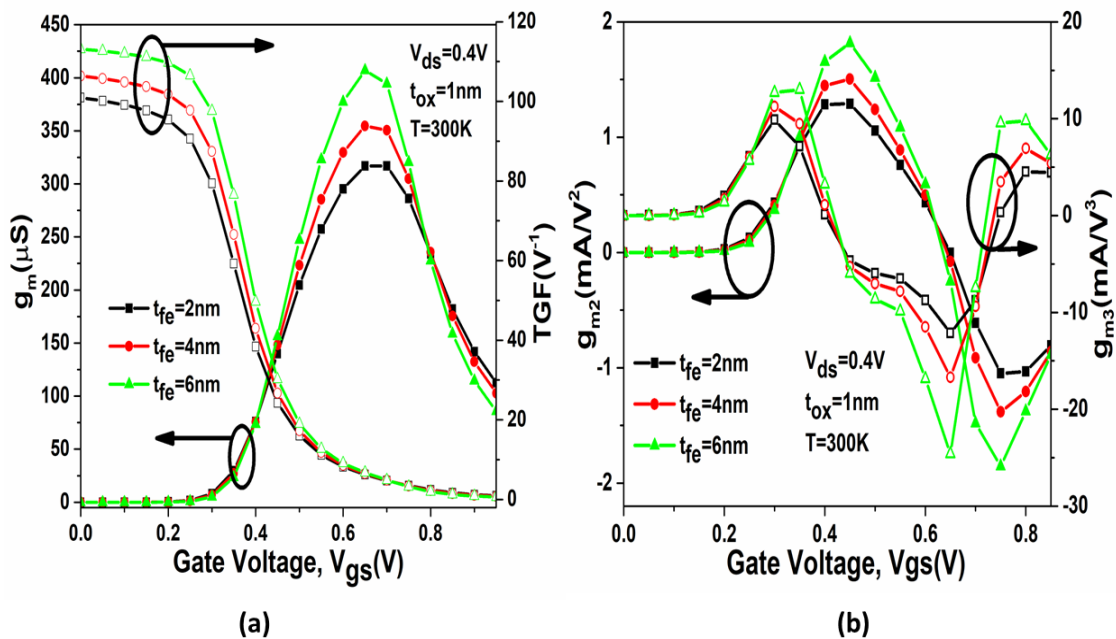 (a)
450
400
350
300
250
200
150
100
50
0
gm(μS)
120
100
80
60
40
20
0
TGF(V-1)
Vds=0.4V
tox=1nm
T=300K
tfe=2nm
tfe=4nm
tfe=6nm
0.0 0.2 0.4 0.6 0.8
Gate Voltage, Vgs(V)
(a)
(b)
2
1
0
-1
-2
gm2(mA/V2)
20
10
0
-10
-20
-30
gm3(mA/V3)
tfe=2nm
tfe=4nm
tfe=6nm
Vds=0.4V
tox=1nm
T=300K
0.0 0.2 0.4 0.6 0.8
Gate Voltage, Vgs(V)
(b)